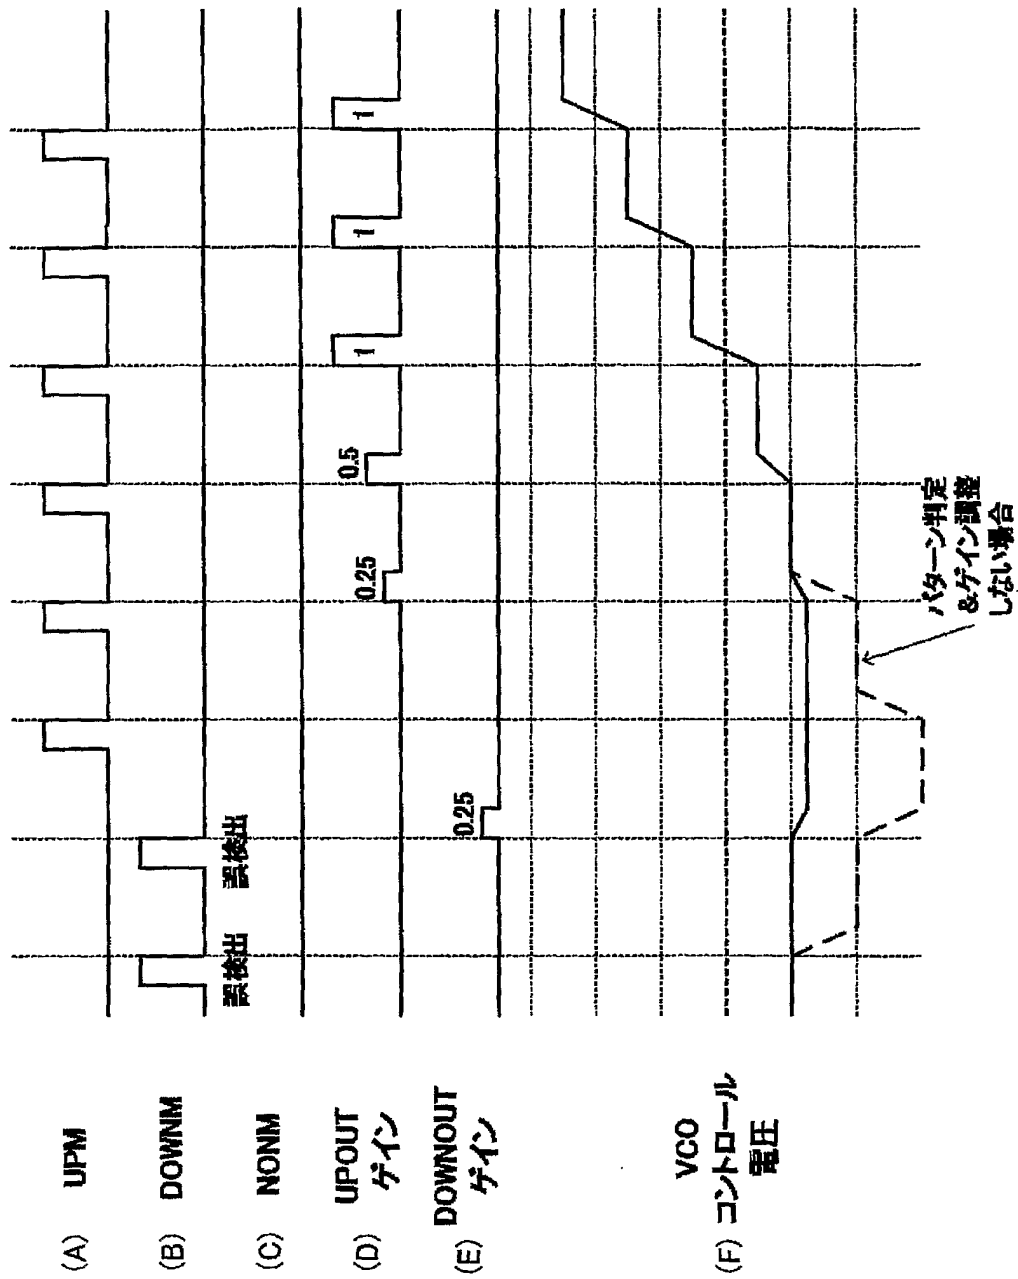 (A) UPM
(B) DOWNM
誤検出 誤検出
(C) NONM
(D) UPOUT
ゲイン
0.25 0.5 1 1 1
(E) DOWNOUT
ゲイン
0.25
(F) VCO
コントロール
電圧
パターン判定
&ゲイン調整
しない場合